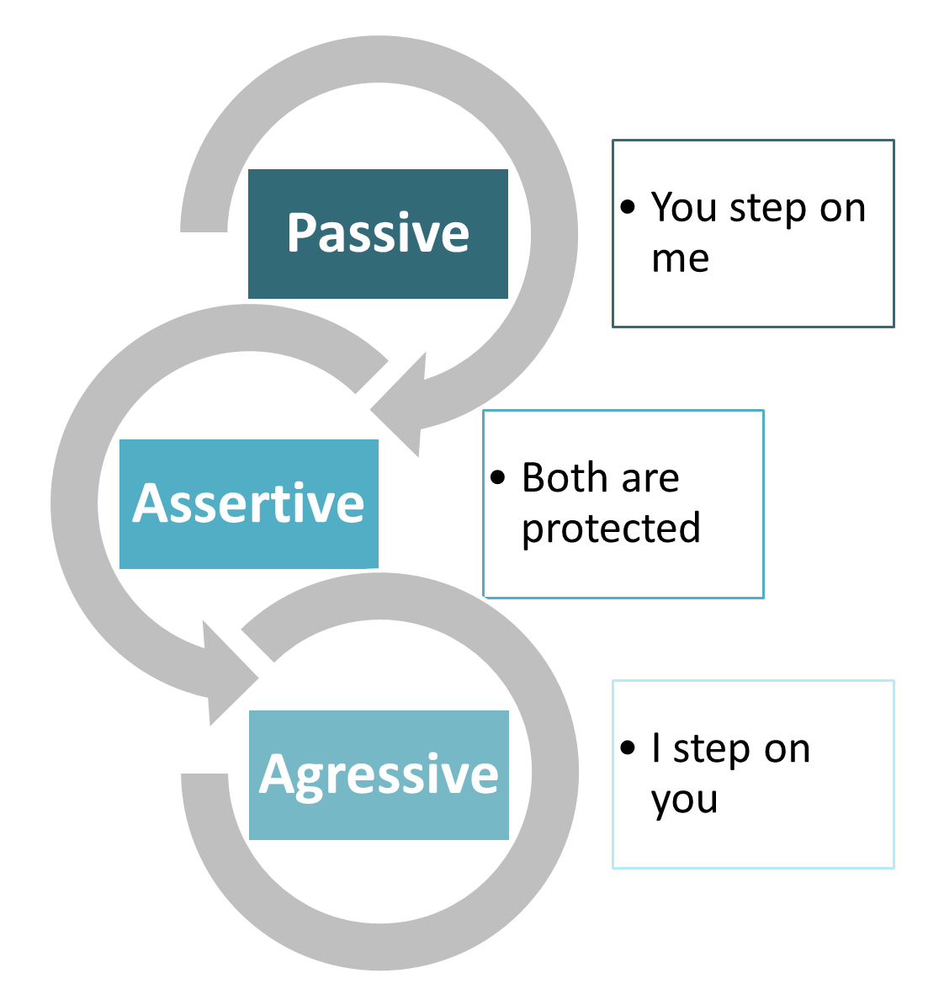 Passive
• You step on
me
Assertive
• Both are
protected
Agressive
• I step on
you